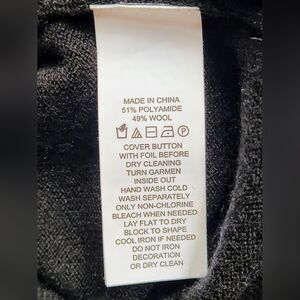 MADE IN CHINA
51% POLYAMIDE
49% WOOL
COVER BUTTON
WITH FOIL BEFORE
DRY CLEANING
TURN GARMEN
INSIDE OUT
HAND WASH COLD
WASH SEPARATELY
ONLY NON-CHLORINE
BLEACH WHEN NEEDED
LAY FLAT TO DRY
BLOCK TO SHAPE
COOL IRON IF NEEDED
DO NOT IRON
DECORATION
OR DRY CLEAN